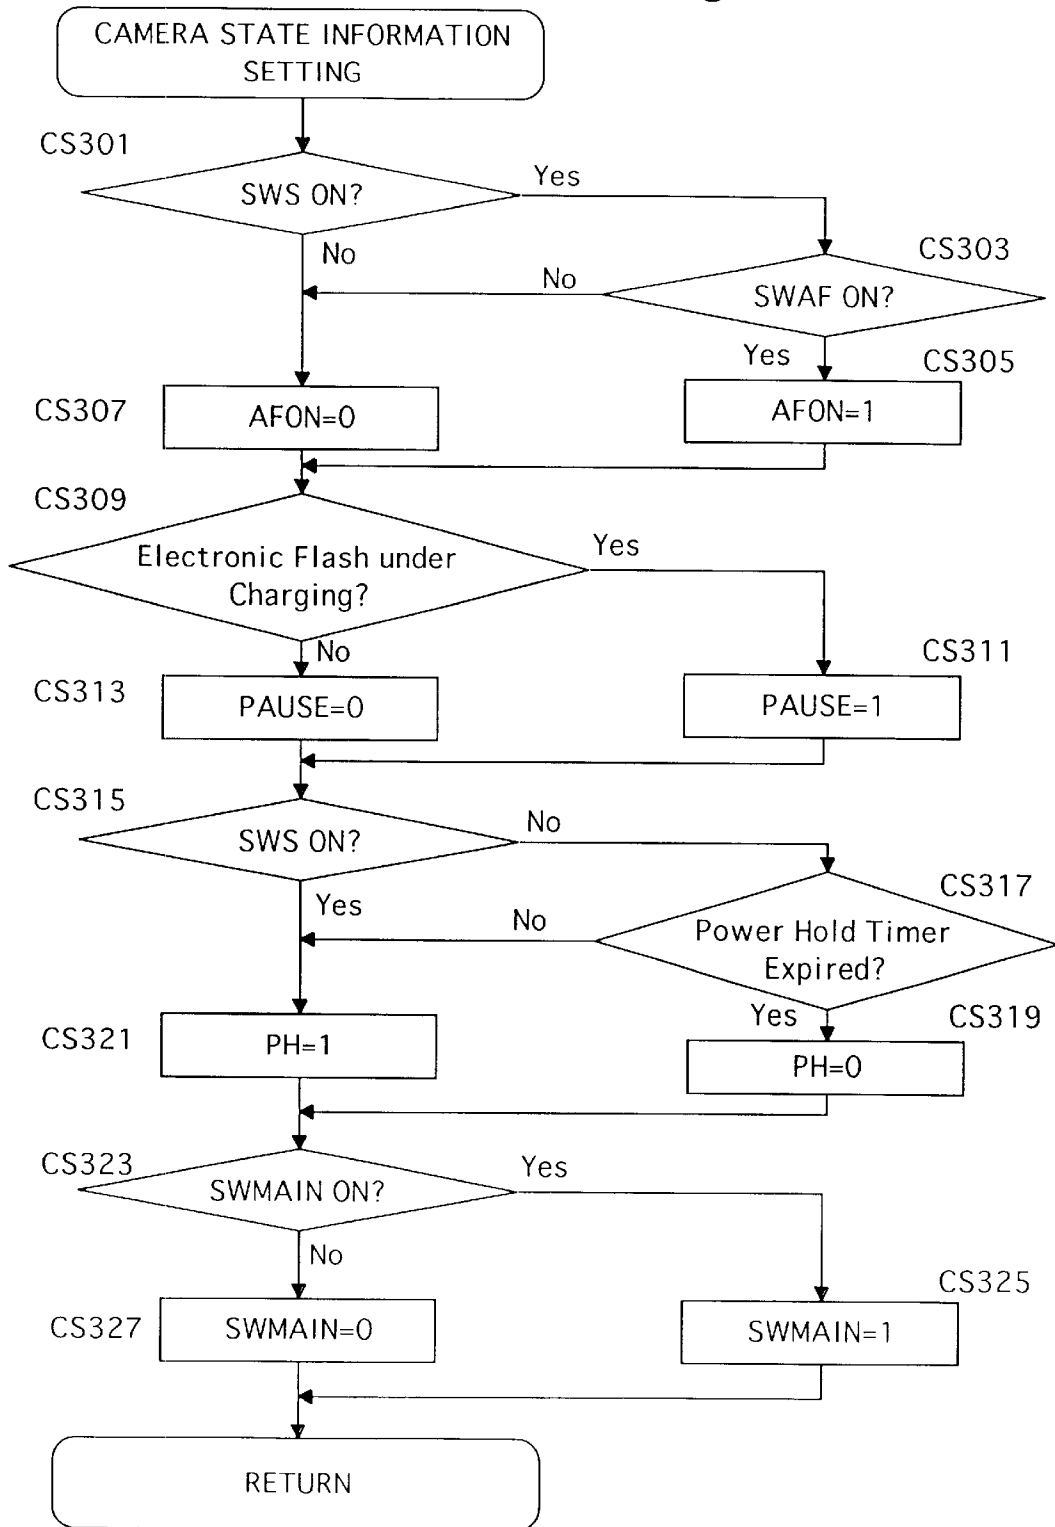 CAMERA STATE INFORMATION
SETTING
CS301
SWS ON?
Yes
No
CS303
SWAF ON?
No
Yes
CS305
AFON=1
CS307
AFON=0
CS309
Electronic Flash under
Charging?
Yes
No
CS311
PAUSE=1
CS313
PAUSE=0
CS315
SWS ON?
No
Yes
CS317
Power Hold Timer
Expired?
No
Yes
CS319
PH=0
CS321
PH=1
CS323
SWMAIN ON?
Yes
No
CS325
SWMAIN=1
CS327
SWMAIN=0
RETURN